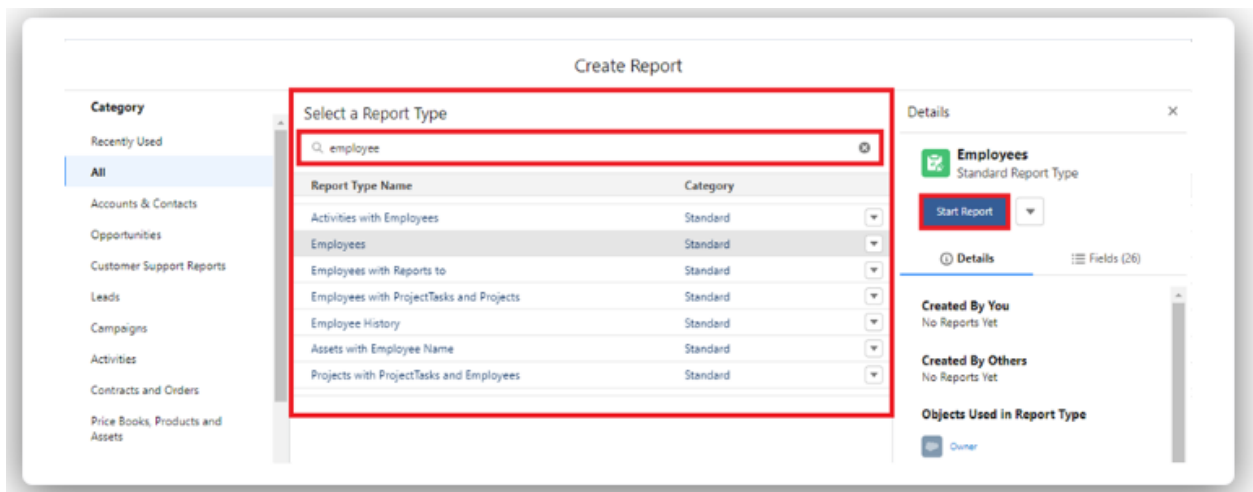 Create Report
Category
Recently Used
All
Accounts & Contacts
Opportunities
Customer Support Reports
Leads
Campaigns
Activities
Contracts and Orders
Price Books, Products and
Assets
Select a Report Type
employee
Report Type Name Category
Activities with Employees Standard
Employees Standard
Employees with Reports to Standard
Employees with ProjectTasks and Projects Standard
Employee History Standard
Assets with Employee Name Standard
Projects with ProjectTasks and Employees Standard
Details
Employees
Standard Report Type
Start Report
Details Fields (26)
Created By You
No Reports Yet
Created By Others
No Reports Yet
Objects Used in Report Type
Owner